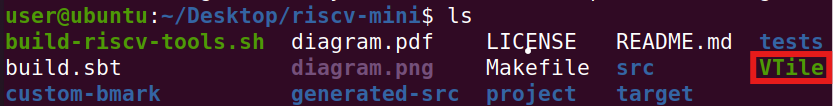 user@ubuntu:~/Desktop/riscv-mini$ ls
build-riscv-tools.sh diagram.pdf LICENSE README.md tests
build.sbt diagram.png Makefile src VTile
custom-bmark generated-src project target